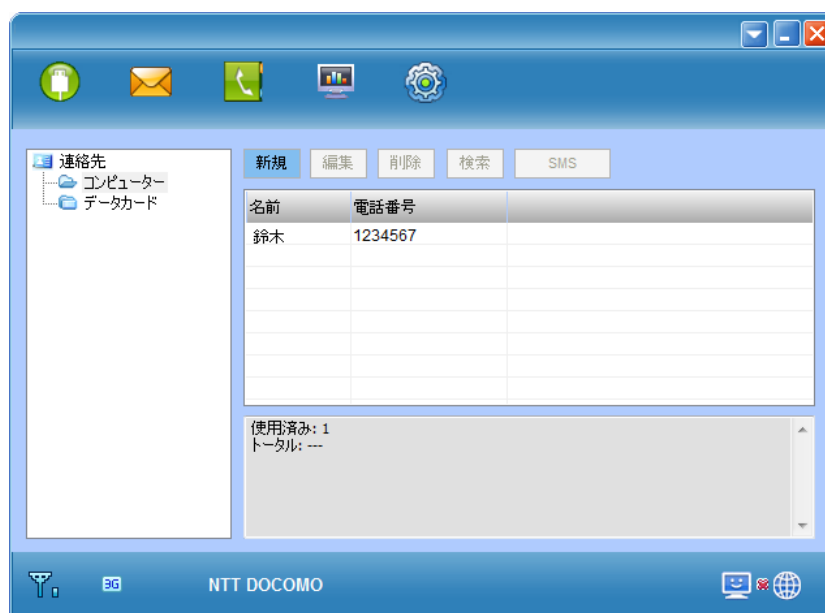 連絡先
コンピューター
データカード
新規 編集 削除 検索 SMS
名前 電話番号
鈴木 1234567
使用済み: 1
トータル: ---
3G NTT DOCOMO